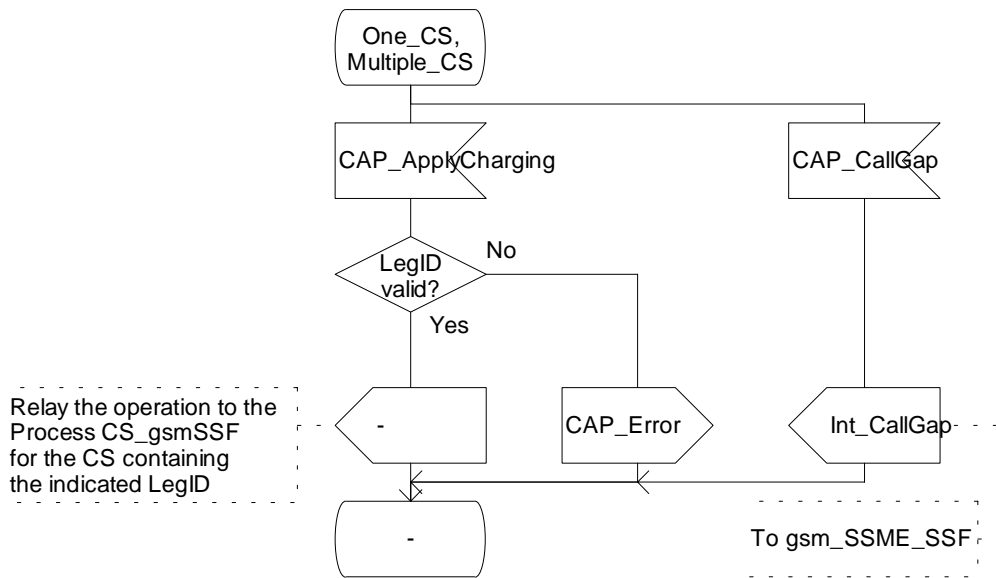 One_CS,
Multiple_CS
CAP_ApplyCharging
CAP_CallGap
LegID
valid?
No
Yes
Relay the operation to the
Process CS_gsmSSF
for the CS containing
the indicated LegID
-
CAP_Error
Int_CallGap
-
To gsm_SSME_SSF